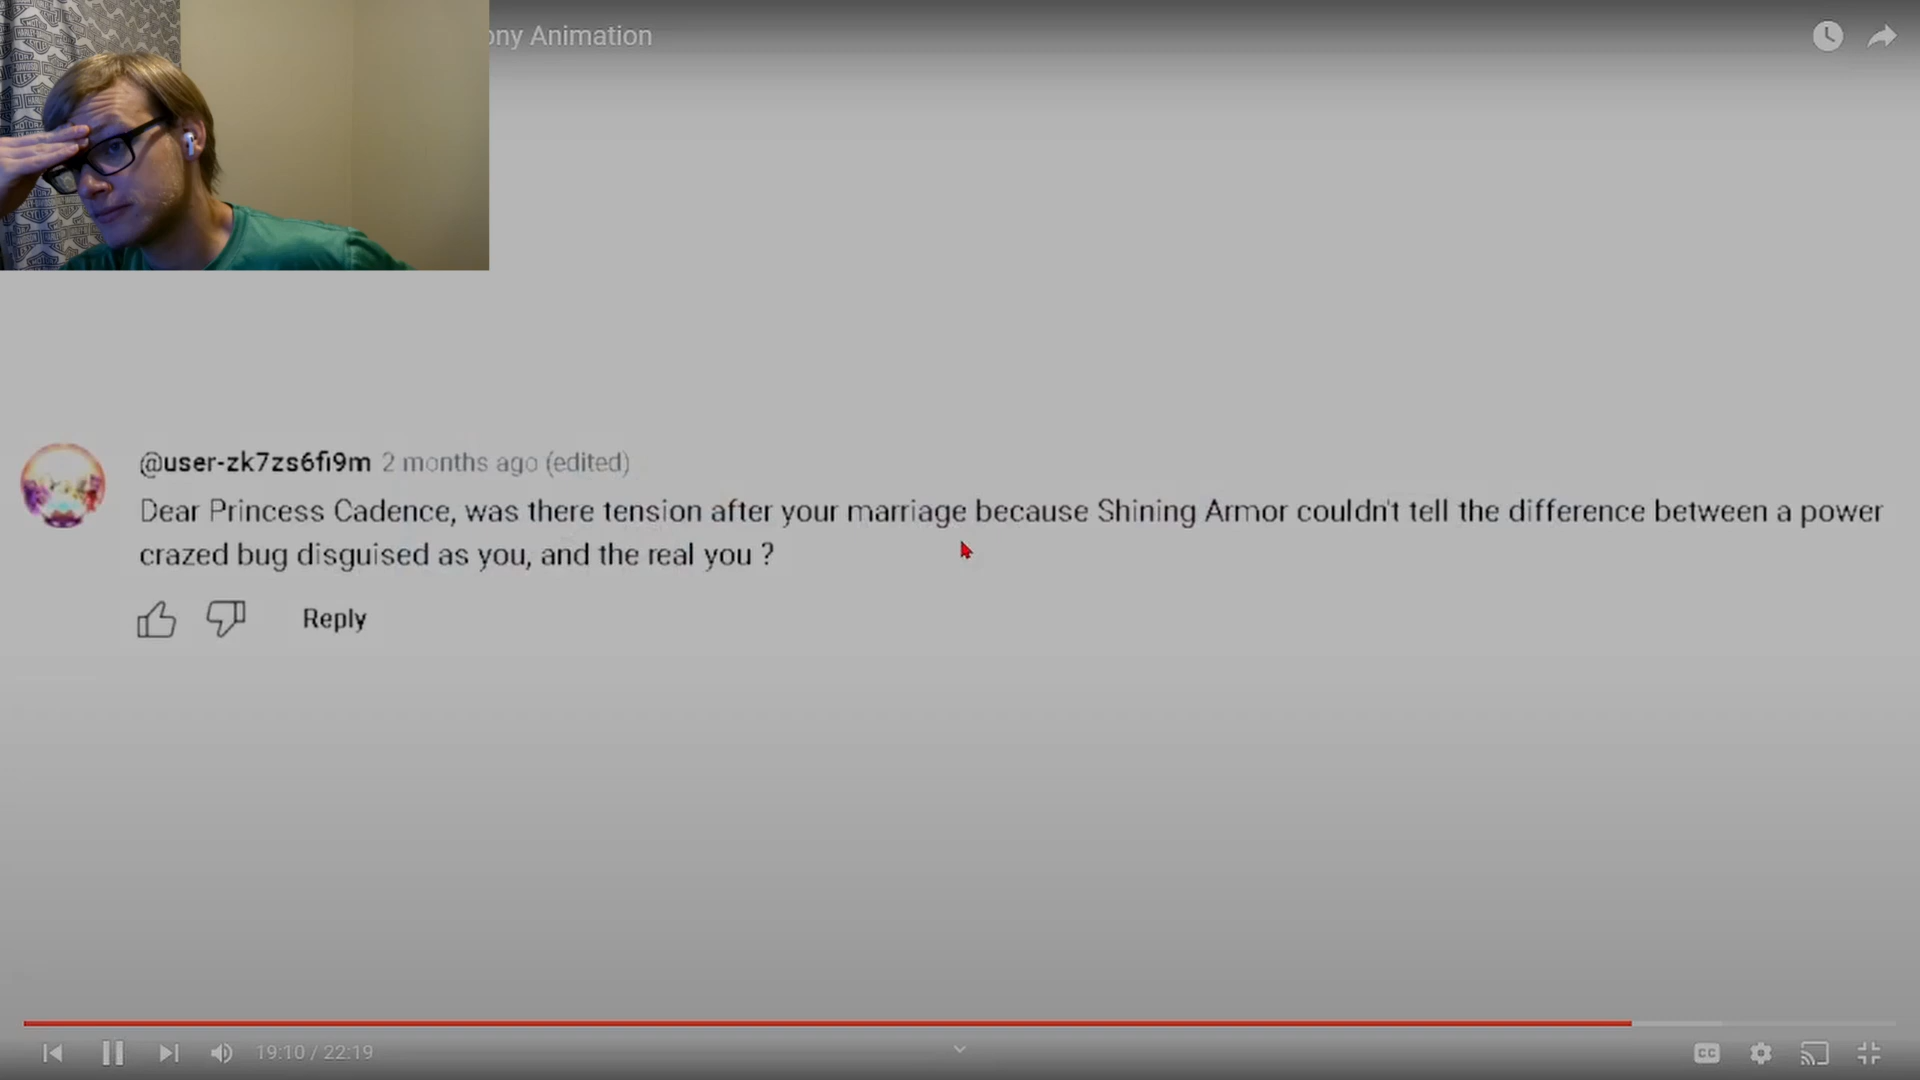 ony Animation
@user-zk7zs6fi9m 2 months ago (edited)
Dear Princess Cadence, was there tension after your marriage because Shining Armor couldn't tell the difference between a power
crazed bug disguised as you, and the real you ?
Reply
19:10 / 22:19
CC